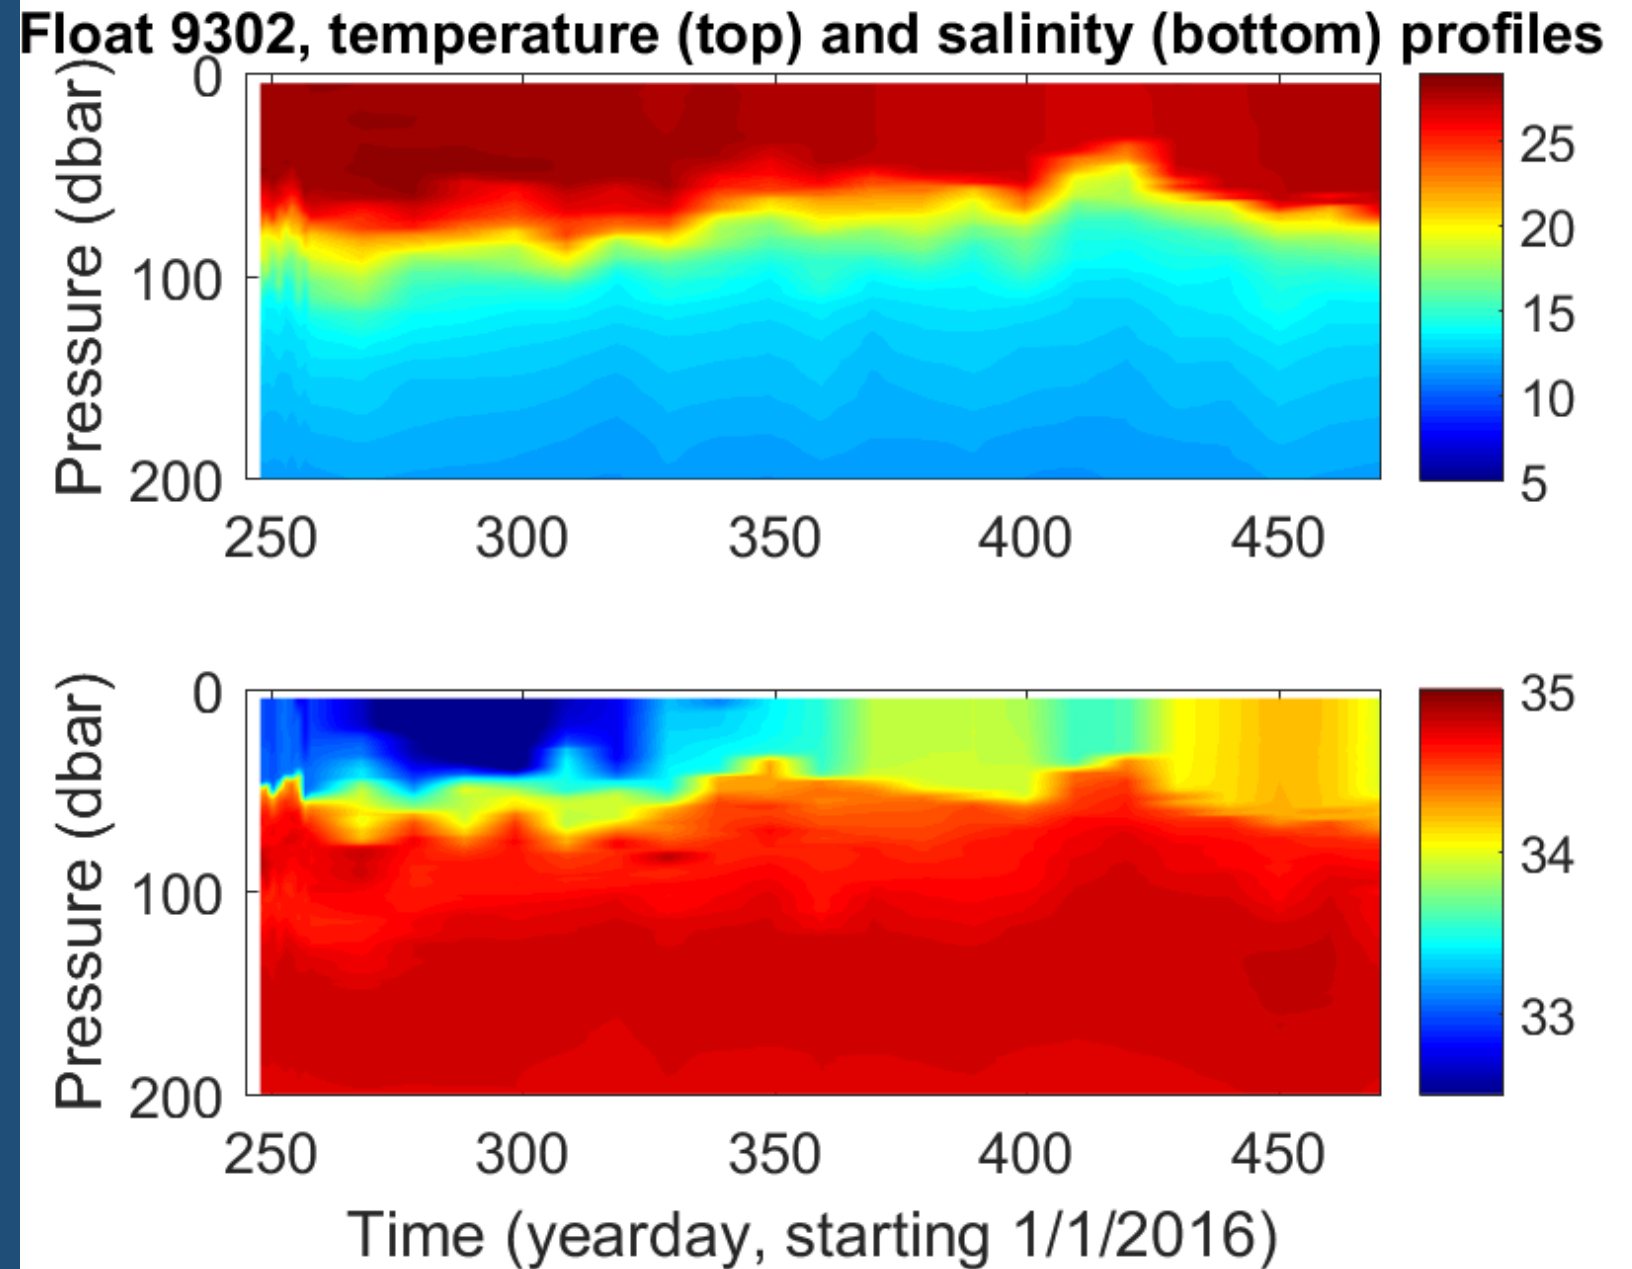 Float 9302, temperature (top) and salinity (bottom) profiles
Pressure (dbar)
0
100
200
250 300 350 400 450
25
20
15
10
5
Pressure (dbar)
0
100
200
250 300 350 400 450
35
34
33
Time (yearday, starting 1/1/2016)